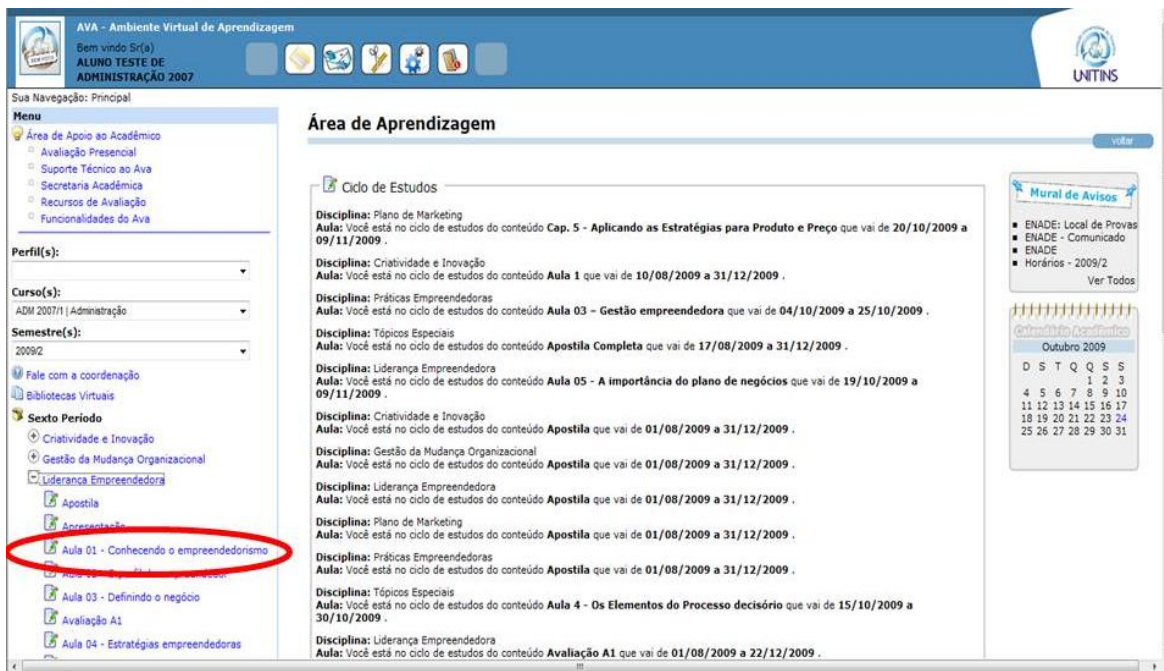 AVA - Ambiente Virtual de Aprendizagem
Bem vindo Sr(a)
ALUNO TESTE DE
ADMINISTRAÇÃO 2007
UNITINS
Sua Navegação: Principal
Menu
Área de Apoio ao Acadêmico
Avaliação Presencial
Suporte Técnico ao Ava
Secretaria Acadêmica
Recursos de Avaliação
Funcionalidades do Ava
Perfil(s):
Curso(s):
ADM 2007/1 | Administração
Semestre(s):
2009/2
Fale com a coordenação
Bibliotecas Virtuais
Sexto Período
Criatividade e Inovação
Gestão da Mudança Organizacional
Liderança Empreendedora
Apostila
Apresentação
Aula 01 - Conhecendo o empreendedorismo
Aula 03 - Definindo o negócio
Avaliação A1
Aula 04 - Estratégias empreendedoras
Área de Aprendizagem
voltar
Ciclo de Estudos
Disciplina: Plano de Marketing
Aula: Você está no ciclo de estudos do conteúdo Cap. 5 - Aplicando as Estratégias para Produto e Preço que vai de 20/10/2009 a
09/11/2009 .
Disciplina: Criatividade e Inovação
Aula: Você está no ciclo de estudos do conteúdo Aula 1 que vai de 10/08/2009 a 31/12/2009 .
Disciplina: Práticas Empreendedoras
Aula: Você está no ciclo de estudos do conteúdo Aula 03 – Gestão empreendedora que vai de 04/10/2009 a 25/10/2009 .
Disciplina: Tópicos Especiais
Aula: Você está no ciclo de estudos do conteúdo Apostila Completa que vai de 17/08/2009 a 31/12/2009 .
Disciplina: Liderança Empreendedora
Aula: Você está no ciclo de estudos do conteúdo Aula 05 - A importância do plano de negócios que vai de 19/10/2009 a
09/11/2009 .
Disciplina: Criatividade e Inovação
Aula: Você está no ciclo de estudos do conteúdo Apostila que vai de 01/08/2009 a 31/12/2009 .
Disciplina: Gestão da Mudança Organizacional
Aula: Você está no ciclo de estudos do conteúdo Apostila que vai de 01/08/2009 a 31/12/2009 .
Disciplina: Liderança Empreendedora
Aula: Você está no ciclo de estudos do conteúdo Apostila que vai de 01/08/2009 a 31/12/2009 .
Disciplina: Plano de Marketing
Aula: Você está no ciclo de estudos do conteúdo Apostila que vai de 01/08/2009 a 31/12/2009 .
Disciplina: Práticas Empreendedoras
Aula: Você está no ciclo de estudos do conteúdo Apostila que vai de 01/08/2009 a 31/12/2009 .
Disciplina: Tópicos Especiais
Aula: Você está no ciclo de estudos do conteúdo Aula 4 - Os Elementos do Processo decisório que vai de 15/10/2009 a
30/10/2009 .
Disciplina: Liderança Empreendedora
Aula: Você está no ciclo de estudos do conteúdo Avaliação A1 que vai de 01/08/2009 a 22/12/2009 .
Mural de Avisos
ENADE: Local de Provas
ENADE - Comunicado
ENADE
Horários - 2009/2
Ver Todos
Calendário Acadêmico
Outubro 2009
D S T Q Q S S
1 2 3
4 5 6 7 8 9 10
11 12 13 14 15 16 17
18 19 20 21 22 23 24
25 26 27 28 29 30 31